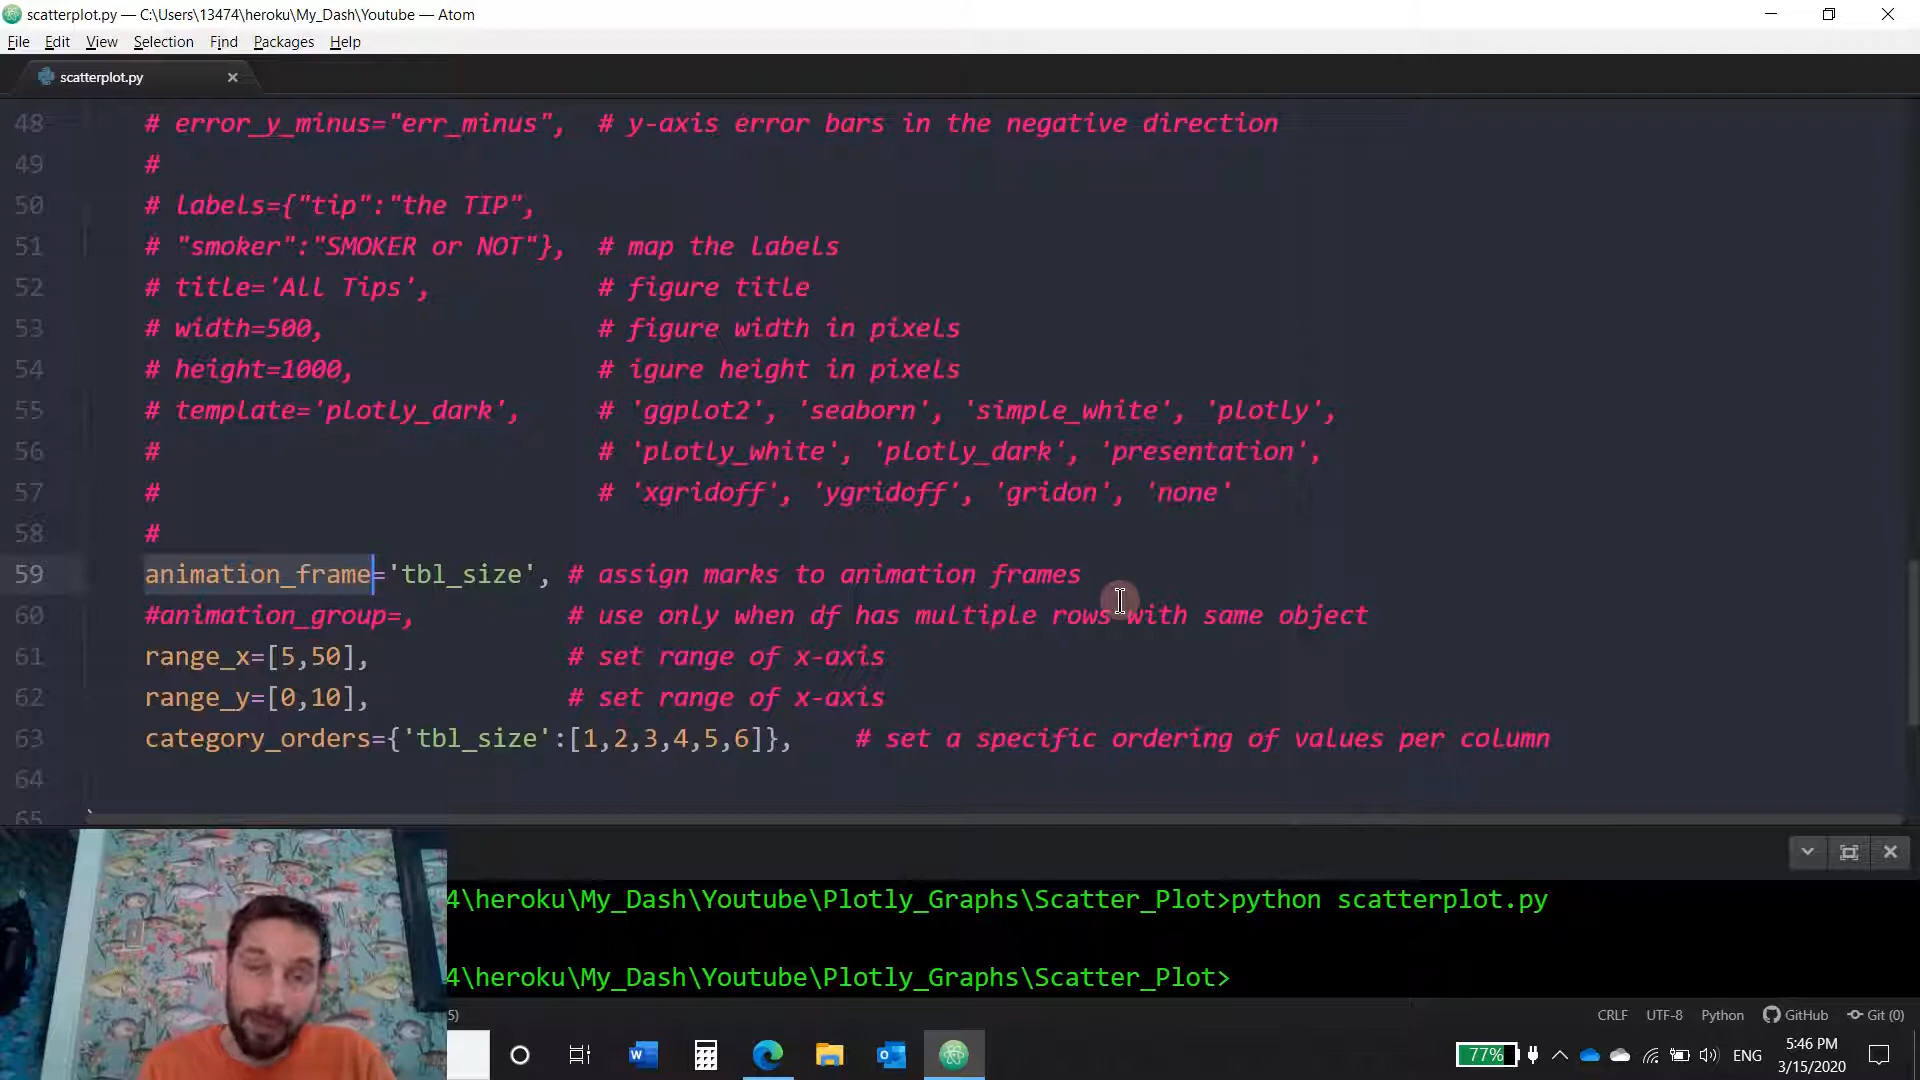 scatterplot.py — C:\Users\13474\heroku\My_Dash\Youtube — Atom
File Edit View Selection Find Packages Help
scatterplot.py
48 # error_y_minus="err_minus", # y-axis error bars in the negative direction
49 #
50 # labels={"tip":"the TIP",
51 # "smoker":"SMOKER or NOT"}, # map the labels
52 # title='All Tips', # figure title
53 # width=500, # figure width in pixels
54 # height=1000, # igure height in pixels
55 # template='plotly_dark', # 'ggplot2', 'seaborn', 'simple_white', 'plotly',
56 # # 'plotly_white', 'plotly_dark', 'presentation',
57 # # 'xgridoff', 'ygridoff', 'gridon', 'none'
58 #
59 animation_frame='tbl_size', # assign marks to animation frames
60 #animation_group=, # use only when df has multiple rows with same object
61 range_x=[5,50], # set range of x-axis
62 range_y=[0,10], # set range of x-axis
63 category_orders={'tbl_size':[1,2,3,4,5,6]}, # set a specific ordering of values per column
64
65
4\heroku\My_Dash\Youtube\Plotly_Graphs\Scatter_Plot>python scatterplot.py
4\heroku\My_Dash\Youtube\Plotly_Graphs\Scatter_Plot>
5) CRLF UTF-8 Python GitHub Git (0)
77% ENG 5:46 PM
3/15/2020